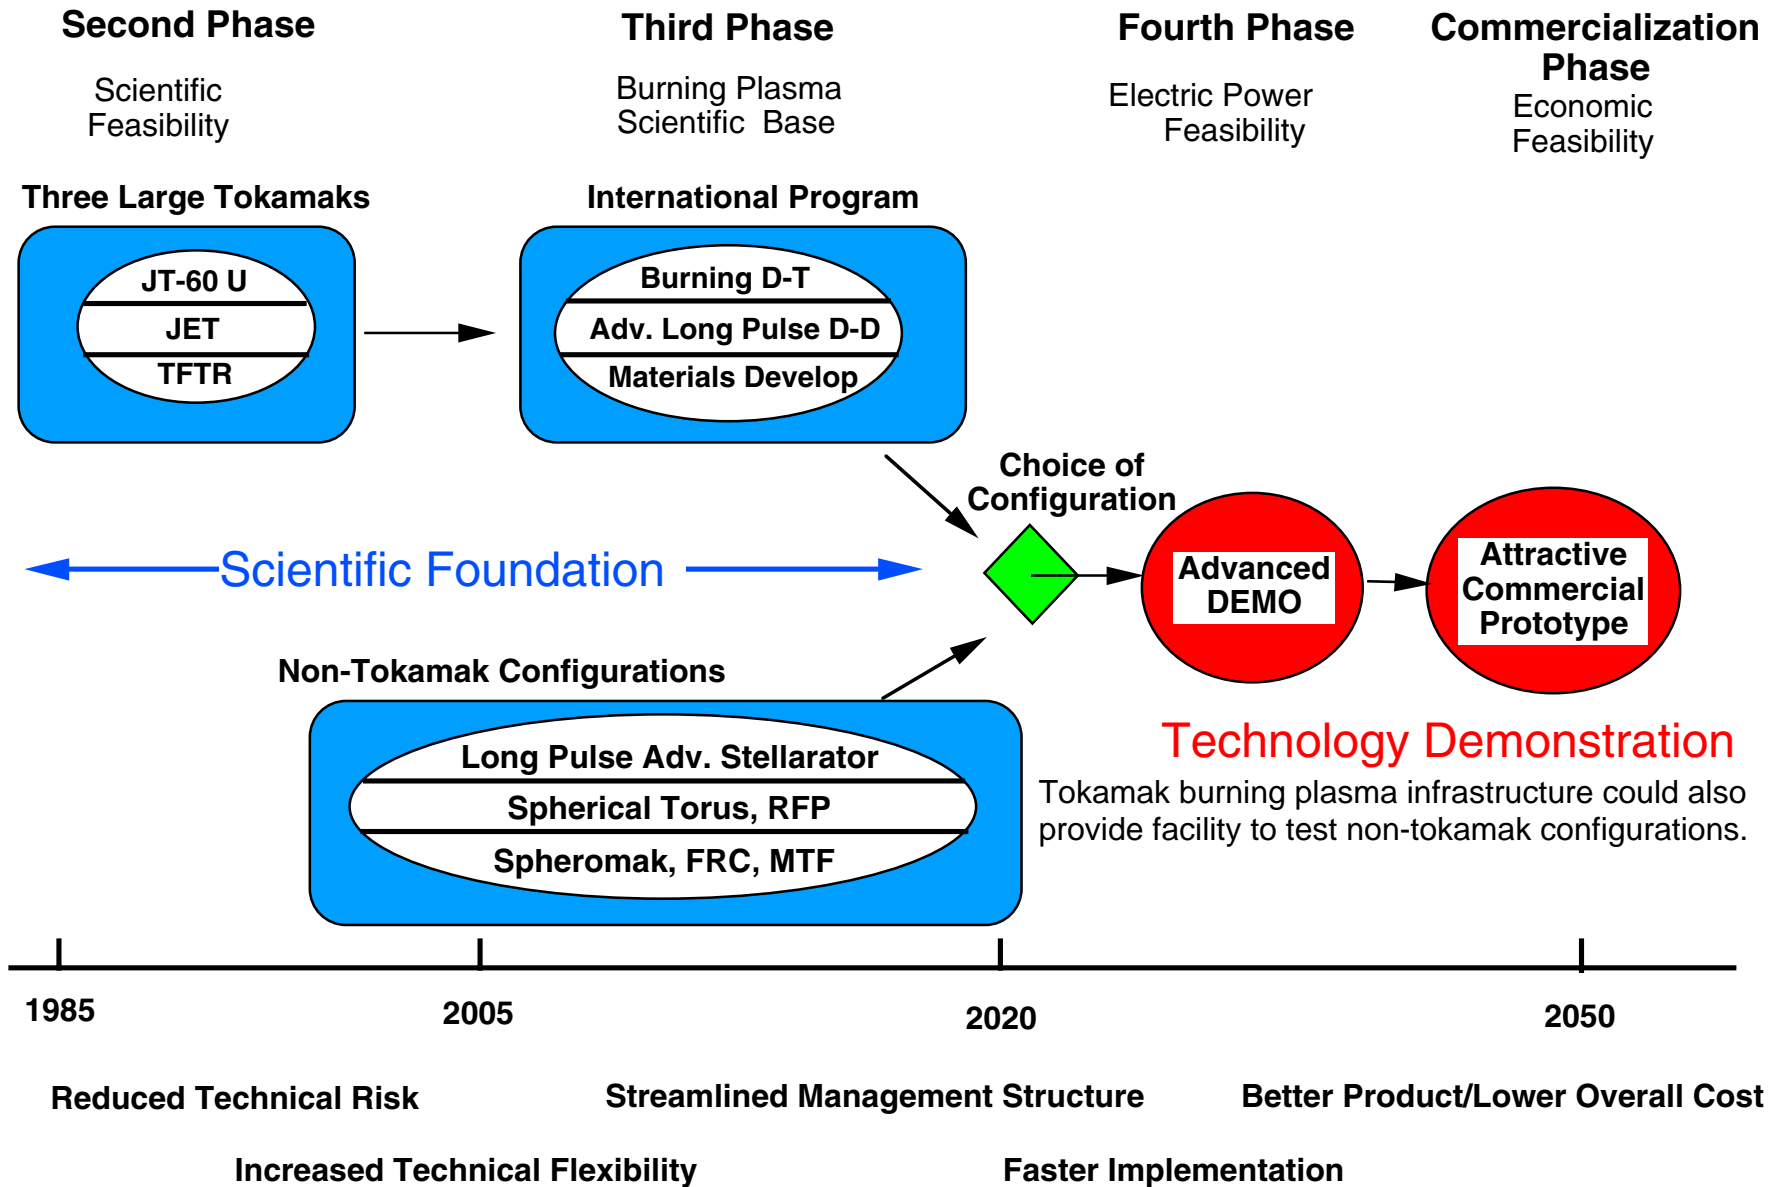 Second Phase
Scientific
Feasibility
Third Phase
Burning Plasma
Scientific Base
Fourth Phase
Electric Power
Feasibility
Commercialization
Phase
Economic
Feasibility
Three Large Tokamaks
JT-60 U
JET
TFTR
International Program
Burning D-T
Adv. Long Pulse D-D
Materials Develop
Choice of
Configuration
Scientific Foundation
Advanced
DEMO
Attractive
Commercial
Prototype
Non-Tokamak Configurations
Long Pulse Adv. Stellarator
Spherical Torus, RFP
Spheromak, FRC, MTF
Technology Demonstration
Tokamak burning plasma infrastructure could also
provide facility to test non-tokamak configurations.
1985
2005
2020
2050
Reduced Technical Risk
Streamlined Management Structure
Better Product/Lower Overall Cost
Increased Technical Flexibility
Faster Implementation